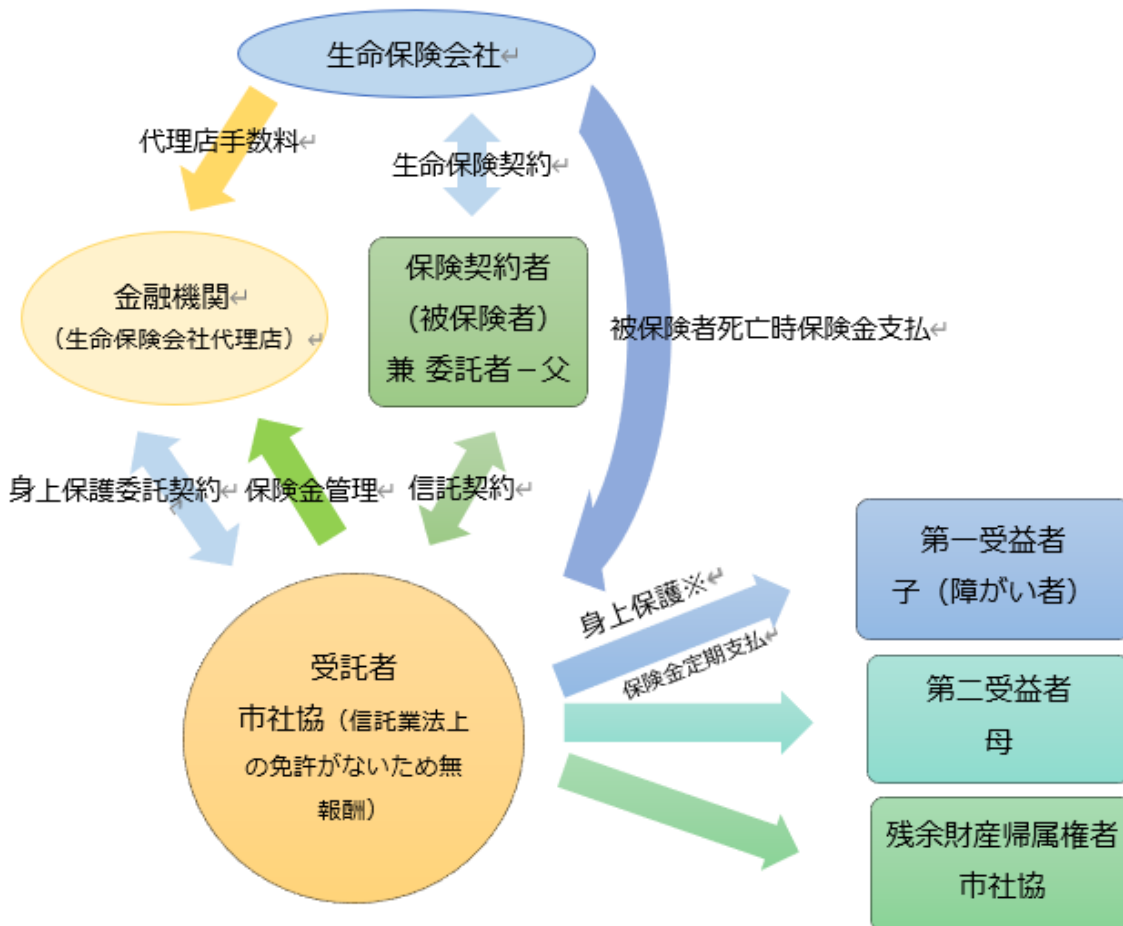 生命保険会社
代理店手数料
生命保険契約
金融機関
（生命保険会社代理店）
保険契約者
（被保険者）
兼 委託者－父
被保険者死亡時保険金支払
身上保護委託契約
保険金管理
信託契約
受託者
市社協（信託業法上
の免許がないため無
報酬）
身上保護※
保険金定期支払
第一受益者
子（障がい者）
第二受益者
母
残余財産帰属権者
市社協